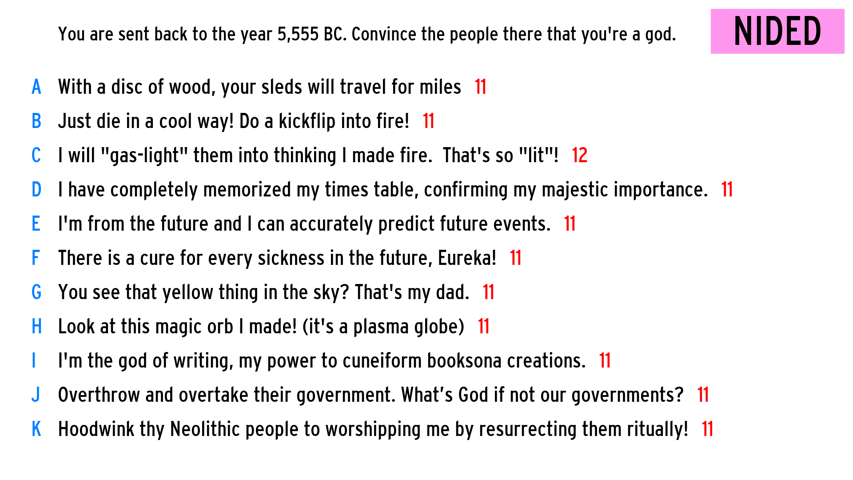 You are sent back to the year 5,555 BC. Convince the people there that you're a god.
NIDED
A With a disc of wood, your sleds will travel for miles 11
B Just die in a cool way! Do a kickflip into fire! 11
C I will "gas-light" them into thinking I made fire. That's so "lit"! 12
D I have completely memorized my times table, confirming my majestic importance. 11
E I'm from the future and I can accurately predict future events. 11
F There is a cure for every sickness in the future, Eureka! 11
G You see that yellow thing in the sky? That's my dad. 11
H Look at this magic orb I made! (it's a plasma globe) 11
I I'm the god of writing, my power to cuneiform booksona creations. 11
J Overthrow and overtake their government. What’s God if not our governments? 11
K Hoodwink thy Neolithic people to worshipping me by resurrecting them ritually! 11